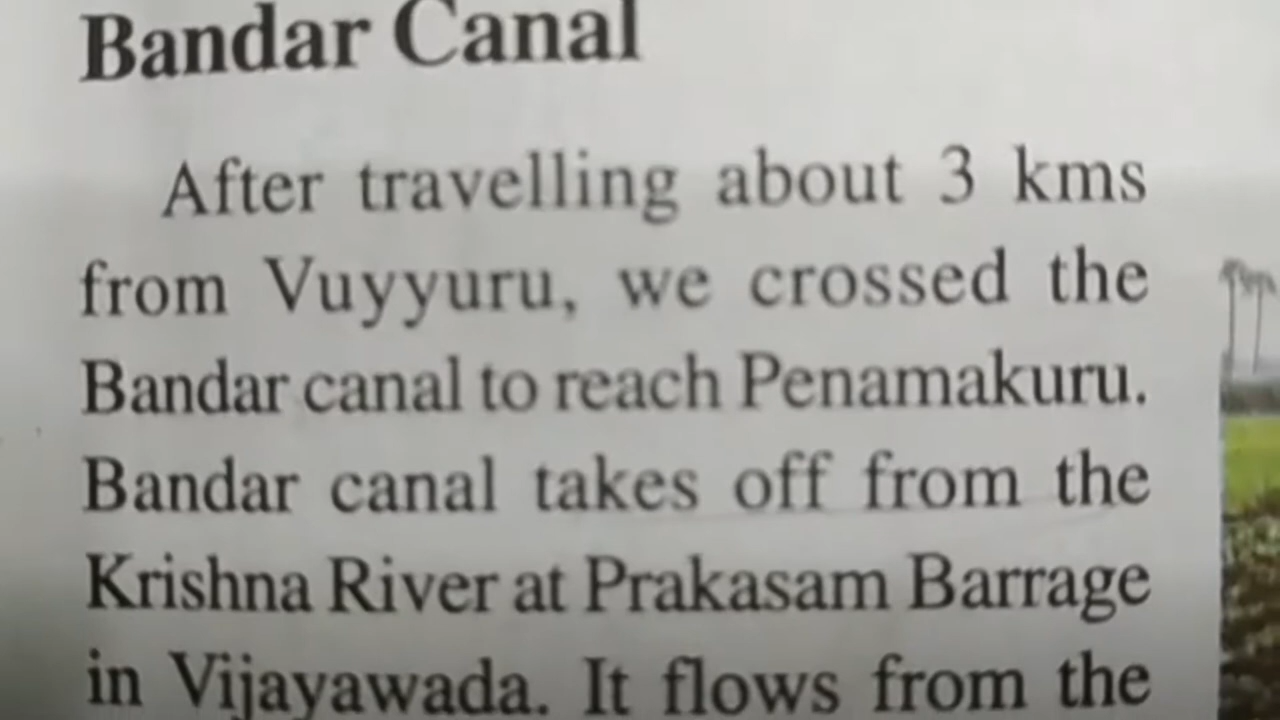 Bandar Canal
After travelling about 3 kms
from Vuyyuru, we crossed the
Bandar canal to reach Penamakuru.
Bandar canal takes off from the
Krishna River at Prakasam Barrage
in Vijayawada. It flows from the